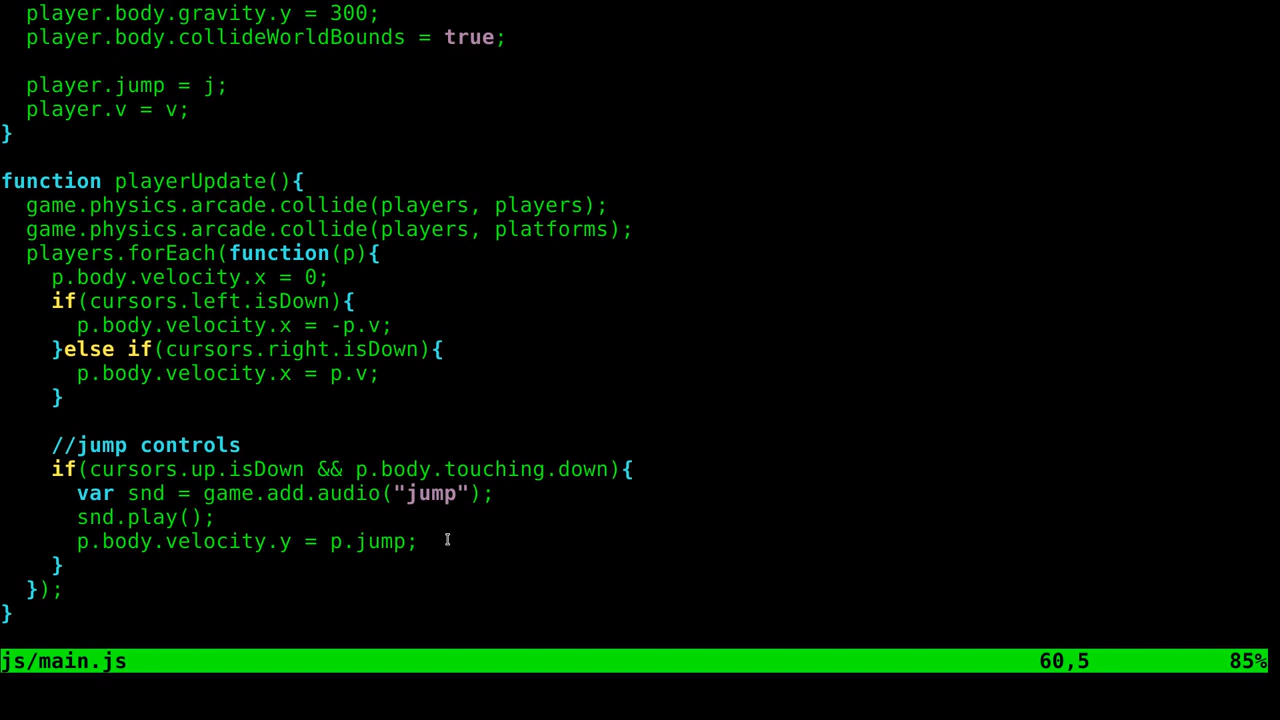 player.body.gravity.y = 300;
player.body.collideWorldBounds = true;
player.jump = j;
player.v = v;
}
function playerUpdate(){
game.physics.arcade.collide(players, players);
game.physics.arcade.collide(players, platforms);
players.forEach(function(p){
p.body.velocity.x = 0;
if(cursors.left.isDown){
p.body.velocity.x = -p.v;
}else if(cursors.right.isDown){
p.body.velocity.x = p.v;
}
//jump controls
if(cursors.up.isDown && p.body.touching.down){
var snd = game.add.audio("jump");
snd.play();
p.body.velocity.y = p.jump;
}
});
}
js/main.js 60,5 85%